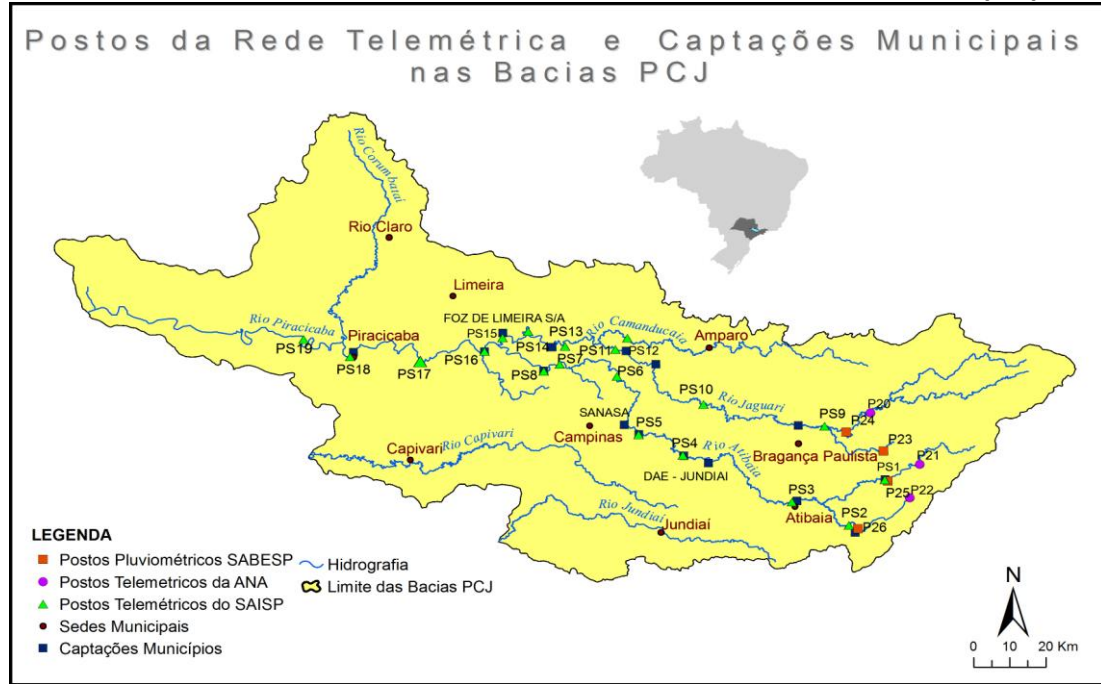 Postos da Rede Telemétrica e Captações Municipais
nas Bacias PCJ
Rio Corumbataí
Rio Claro
Limeira
FOZ DE LIMEIRA S/A
Rio Piracicaba
Piracicaba
PS19
PS18
PS17
PS16
PS15
PS14
PS13
Rio Camanducaia
Amparo
PS11
PS12
PS7
PS8
PS6
PS10
Rio Jaguari
PS9
P20
P24
P23
SANASA
PS5
Campinas
Rio Atibaia
PS4
Bragança Paulista
PS1
P21
Capivari
Rio Capivari
DAE - JUNDIAI
PS3
Atibaia
P25
P22
PS2
P26
Rio Jundiaí
Jundiaí
LEGENDA
Postos Pluviométricos SABESP
Postos Telemetricos da ANA
Postos Telemétricos do SAISP
Sedes Municipais
Captações Municípios
Hidrografia
Limite das Bacias PCJ
N
0 10 20 Km